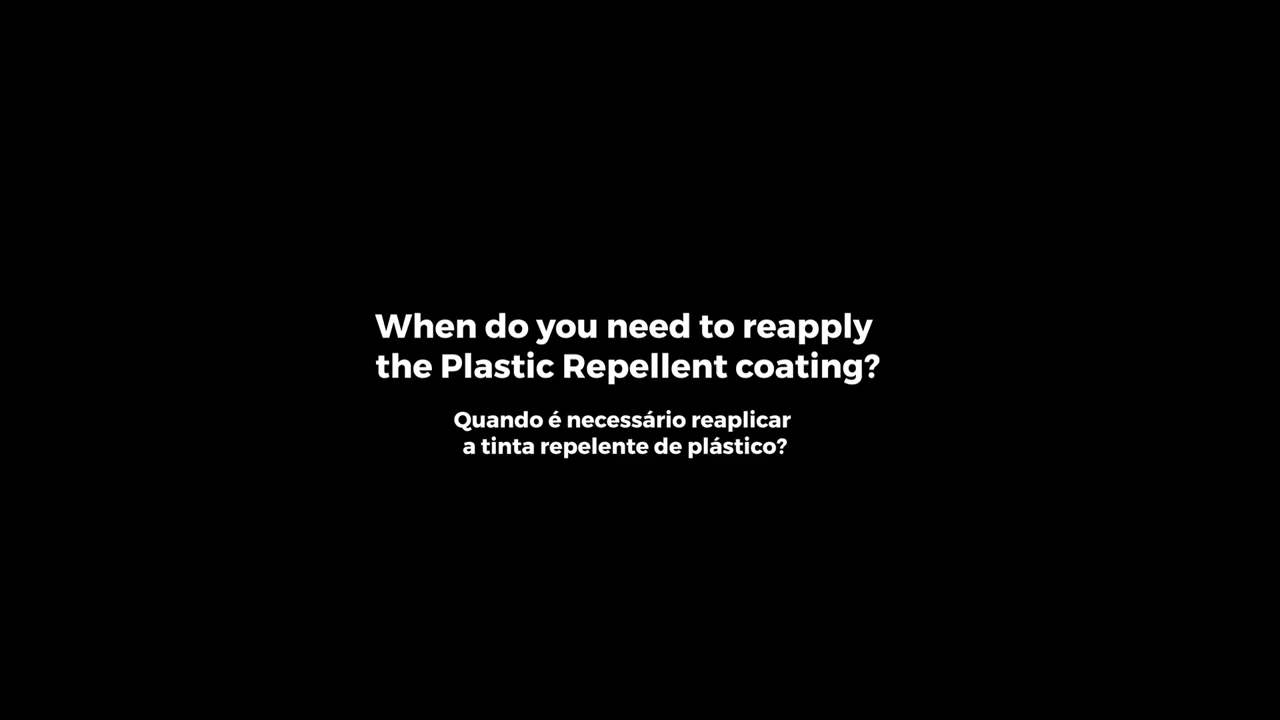 When do you need to reapply
the Plastic Repellent coating?
Quando é necessário reaplicar
a tinta repelente de plástico?